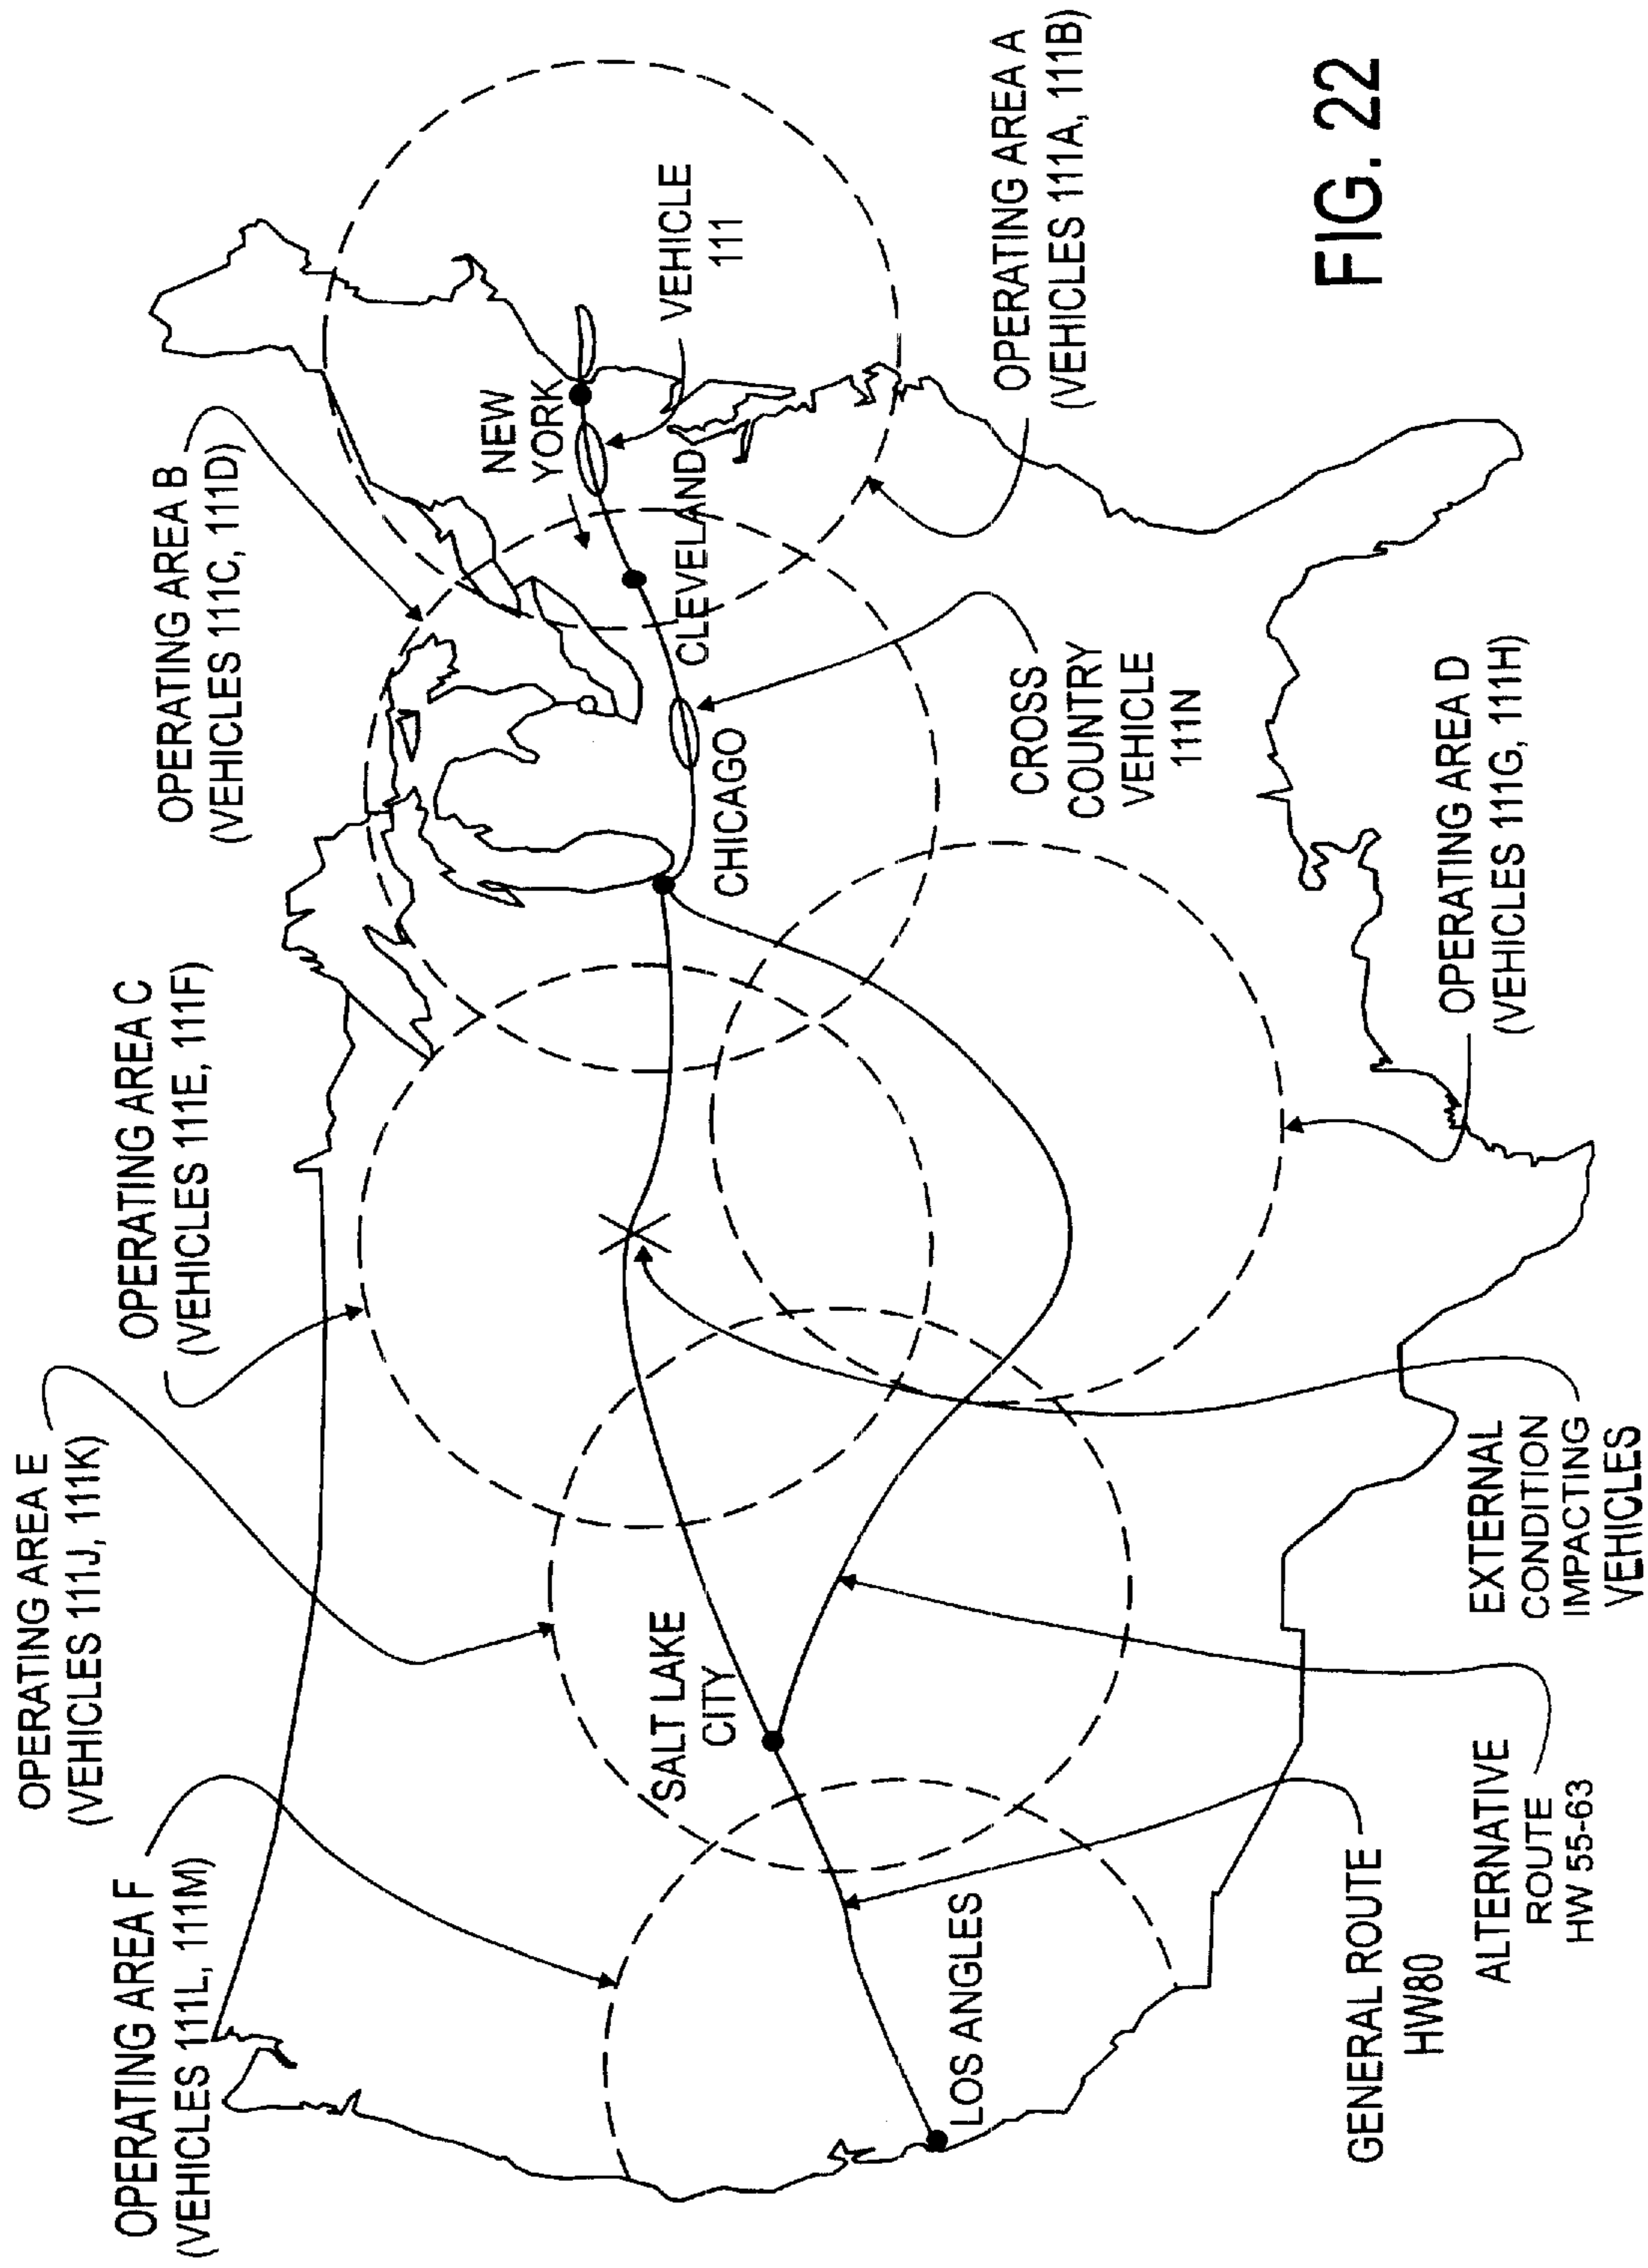 OPERATING AREA F
(VEHICLES 111L, 111M)
OPERATING AREA E
(VEHICLES 111J, 111K)
OPERATING AREA C
(VEHICLES 111E, 111F)
OPERATING AREA B
(VEHICLES 111C, 111D)
NEW
YORK
VEHICLE
111
CLEVELAND
CHICAGO
SALT LAKE
CITY
LOS ANGLES
OPERATING AREA A
(VEHICLES 111A, 111B)
CROSS
COUNTRY
VEHICLE
111N
OPERATING AREA D
(VEHICLES 111G, 111H)
EXTERNAL
CONDITION
IMPACTING
VEHICLES
ALTERNATIVE
ROUTE
HW 55-63
GENERAL ROUTE
HW80
FIG. 22